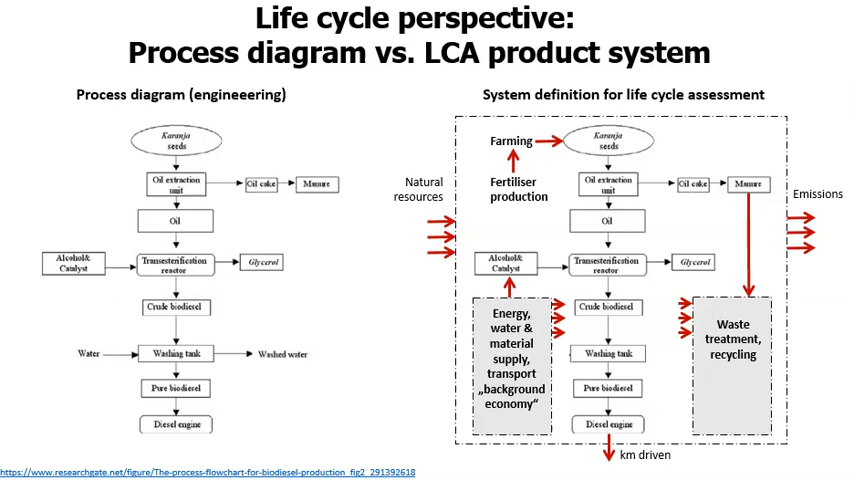 Life cycle perspective:
Process diagram vs. LCA product system
Process diagram (engineeering)
Karanja
seeds
Oil extraction
unit
Oil cake
Manure
Oil
Alcohol&
Catalyst
Transesterification
reactor
Glycerol
Crude biodiesel
Water
Washing tank
Washed water
Pure biodiesel
Diesel engine
https://www.researchgate.net/figure/The-process-flowchart-for-biodiesel-production_fig2_291392618
System definition for life cycle assessment
Natural
resources
Farming
Fertiliser
production
Karanja
seeds
Oil extraction
unit
Oil cake
Manure
Emissions
Oil
Alcohol&
Catalyst
Transesterification
reactor
Glycerol
Energy,
water &
material
supply,
transport
„background
economy“
Crude biodiesel
Washing tank
Pure biodiesel
Diesel engine
Waste
treatment,
recycling
km driven